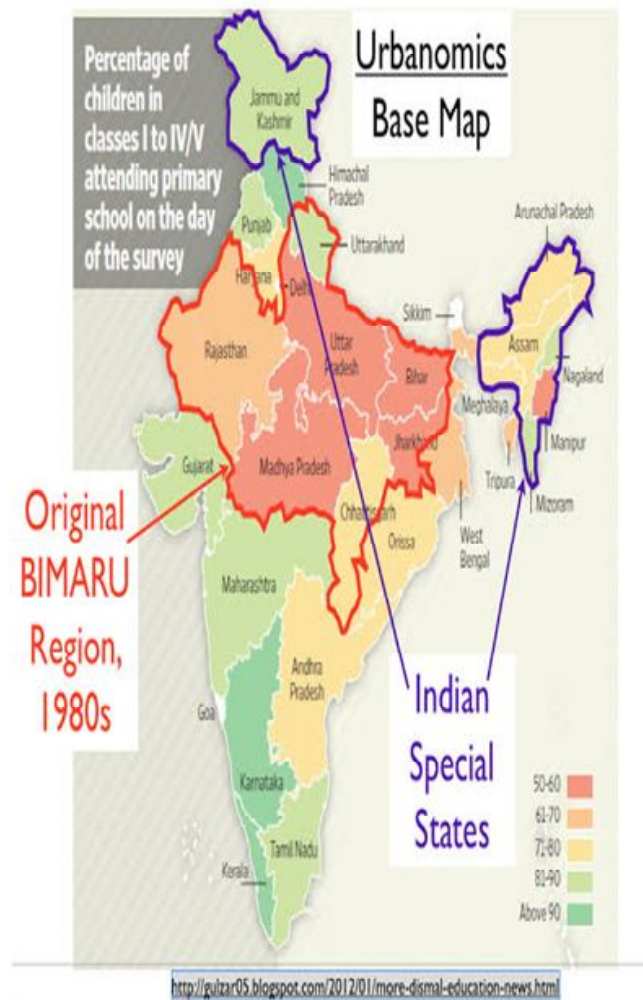 Percentage of
children in
classes I to IV/V
attending primary
school on the day
of the survey
Urbanomics
Base Map
Jammu and
Kashmir
Himachal
Pradesh
Punjab
Uttarakhand
Haryana
Delhi
Arunachal Pradesh
Sikkim
Rajasthan
Uttar
Pradesh
Bihar
Assam
Nagaland
Meghalaya
Manipur
Tripura
Mizoram
Gujarat
Madhya Pradesh
Jharkhand
Chhattisgarh
West
Bengal
Orissa
Original
BIMARU
Region,
1980s
Maharashtra
Andhra
Pradesh
Goa
Karnataka
Tamil Nadu
Kerala
Indian
Special
States
50-60
61-70
71-80
81-90
Above 90
http://gulzar05.blogspot.com/2012/01/more-dismal-education-news.html